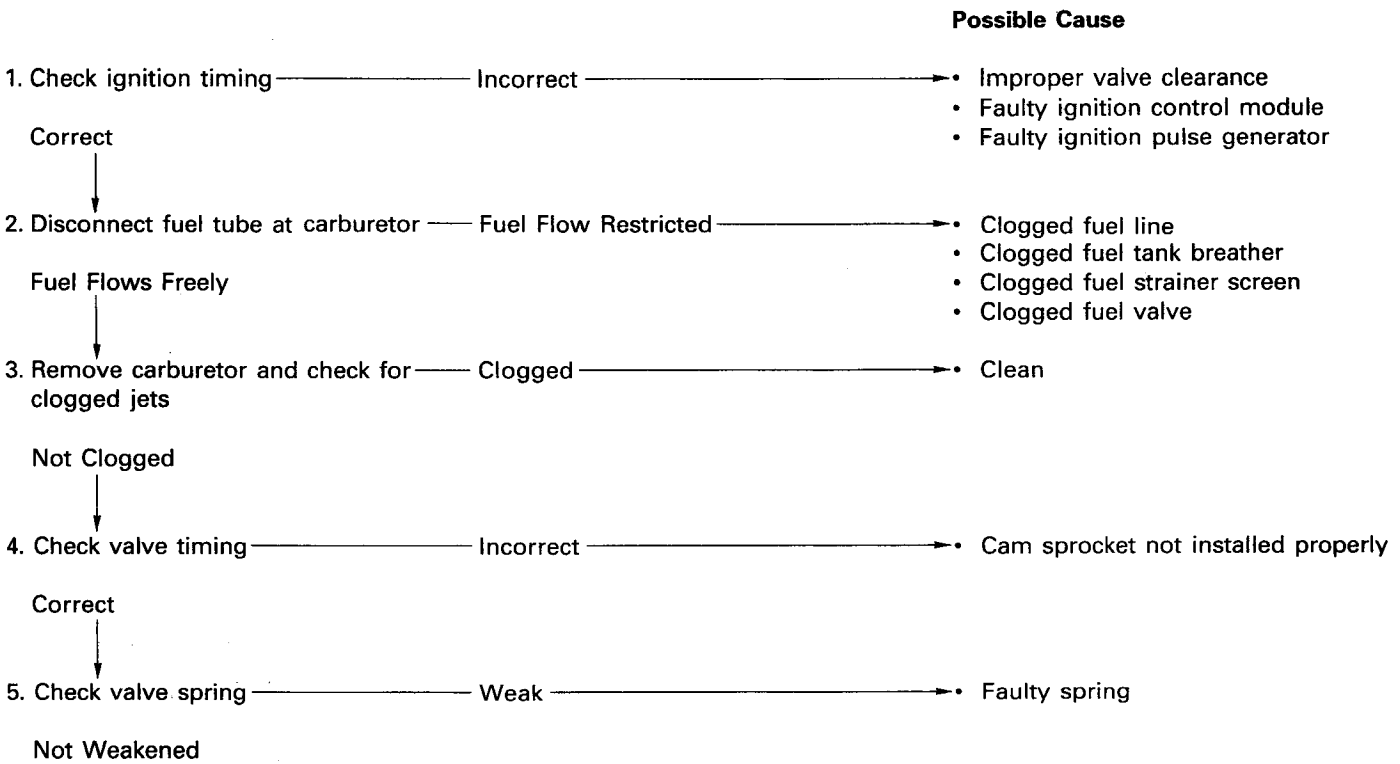 Possible Cause
1. Check ignition timing Incorrect • Improper valve clearance
• Faulty ignition control module
Correct • Faulty ignition pulse generator
2. Disconnect fuel tube at carburetor Fuel Flow Restricted • Clogged fuel line
• Clogged fuel tank breather
Fuel Flows Freely • Clogged fuel strainer screen
• Clogged fuel valve
3. Remove carburetor and check for Clogged • Clean
clogged jets
Not Clogged
4. Check valve timing Incorrect • Cam sprocket not installed properly
Correct
5. Check valve spring Weak • Faulty spring
Not Weakened